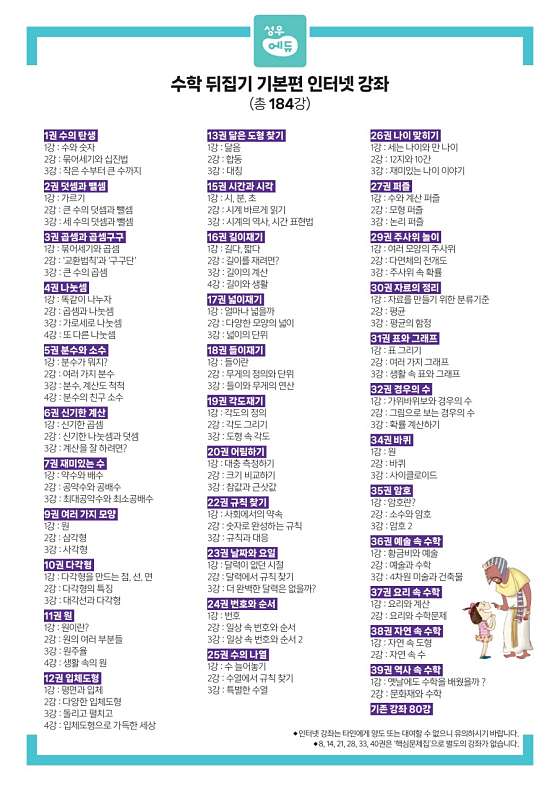 성우
에듀
수학 뒤집기 기본편 인터넷 강좌
(총 184강)
1권 수의 탄생
1강 : 수와 숫자
2강 : 묶어세기와 십진법
3강 : 작은 수부터 큰 수까지
2권 덧셈과 뺄셈
1강 : 가르기
2강 : 큰 수의 덧셈과 뺄셈
3강 : 세 수의 덧셈과 뺄셈
3권 곱셈과 곱셈구구
1강 : 묶어세기와 곱셈
2강 : '교환법칙'과 '구구단'
3강 : 큰 수의 곱셈
4권 나눗셈
1강 : 똑같이 나누자
2강 : 곱셈과 나눗셈
3강 : 가로세로 나눗셈
4강 : 또 다른 나눗셈
5권 분수와 소수
1강 : 분수가 뭐지?
2강 : 여러 가지 분수
3강 : 분수, 계산도 척척
4강 : 분수의 친구 소수
6권 신기한 계산
1강 : 신기한 곱셈
2강 : 신기한 나눗셈과 덧셈
3강 : 계산을 잘 하려면?
7권 재미있는 수
1강 : 약수와 배수
2강 : 공약수와 공배수
3강 : 최대공약수와 최소공배수
9권 여러 가지 모양
1강 : 원
2강 : 삼각형
3강 : 사각형
10권 다각형
1강 : 다각형을 만드는 점, 선, 면
2강 : 다각형의 특징
3강 : 대각선과 다각형
11권 원
1강 : 원이란?
2강 : 원의 여러 부분들
3강 : 원주율
4강 : 생활 속의 원
12권 입체도형
1강 : 평면과 입체
2강 : 다양한 입체도형
3강 : 돌리고 펼치고
4강 : 입체도형으로 가득한 세상
13권 닮은 도형 찾기
1강 : 닮음
2강 : 합동
3강 : 대칭
15권 시간과 시각
1강 : 시, 분, 초
2강 : 시계 바르게 읽기
3강 : 시계의 역사, 시간 표현법
16권 길이재기
1강 : 길다, 짧다
2강 : 길이를 재려면?
3강 : 길이의 계산
4강 : 길이와 생활
17권 넓이재기
1강 : 얼마나 넓을까
2강 : 다양한 모양의 넓이
3강 : 넓이의 단위
18권 들이재기
1강 : 들이란
2강 : 무게의 정의와 단위
3강 : 들이와 무게의 연산
19권 각도재기
1강 : 각도의 정의
2강 : 각도 그리기
3강 : 도형 속 각도
20권 어림하기
1강 : 대충 측정하기
2강 : 크기 비교하기
3강 : 참값과 근삿값
22권 규칙 찾기
1강 : 사회에서의 약속
2강 : 숫자로 완성하는 규칙
3강 : 규칙과 대응
23권 날짜와 요일
1강 : 달력이 없던 시절
2강 : 달력에서 규칙 찾기
3강 : 더 완벽한 달력은 없을까?
24권 번호와 순서
1강 : 번호
2강 : 일상 속 번호와 순서
3강 : 일상 속 번호와 순서 2
25권 수의 나열
1강 : 수 늘어놓기
2강 : 수열에서 규칙 찾기
3강 : 특별한 수열
26권 나이 맞히기
1강 : 세는 나이와 만 나이
2강 : 12지와 10간
3강 : 재미있는 나이 이야기
27권 퍼즐
1강 : 수와 계산 퍼즐
2강 : 모형 퍼즐
3강 : 논리 퍼즐
29권 주사위 놀이
1강 : 여러 모양의 주사위
2강 : 다면체의 전개도
3강 : 주사위 속 확률
30권 자료의 정리
1강 : 자료를 만들기 위한 분류기준
2강 : 평균
3강 : 평균의 함정
31권 표와 그래프
1강 : 표 그리기
2강 : 여러 가지 그래프
3강 : 생활 속 표와 그래프
32권 경우의 수
1강 : 가위바위보와 경우의 수
2강 : 그림으로 보는 경우의 수
3강 : 확률 계산하기
34권 바퀴
1강 : 원
2강 : 바퀴
3강 : 사이클로이드
35권 암호
1강 : 암호란?
2강 : 소수와 암호
3강 : 암호 2
36권 예술 속 수학
1강 : 황금비와 예술
2강 : 예술과 수학
3강 : 4차원 미술과 건축물
37권 요리 속 수학
1강 : 요리와 계산
2강 : 요리와 수학문제
38권 자연 속 수학
1강 : 자연 속 도형
2강 : 자연 속 수
39권 역사 속 수학
1강 : 옛날에도 수학을 배웠을까 ?
2강 : 문화재와 수학
기존 강좌 80강
◆인터넷 강좌는 타인에게 양도 또는 대여할 수 없으니 유의하시기 바랍니다.
◆8, 14, 21, 28, 33, 40권은 '핵심문제집'으로 별도의 강좌가 없습니다.